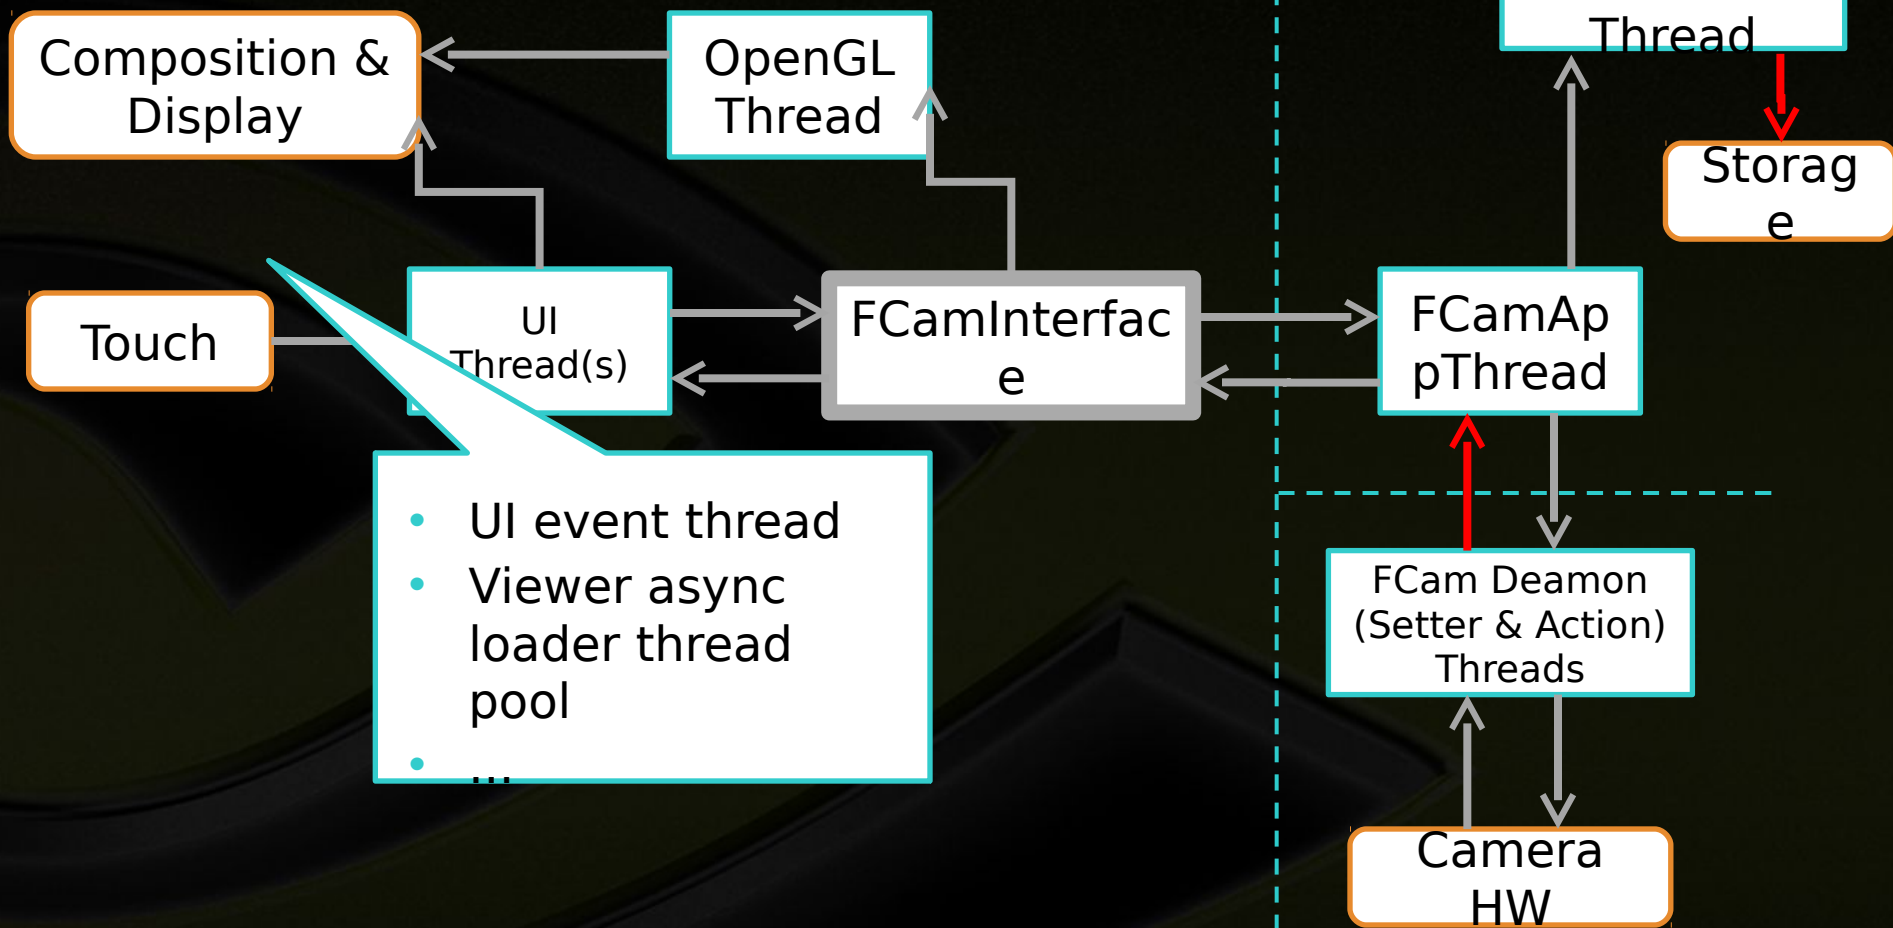 Composition &
Display
OpenGL
Thread
Thread
Storag
e
Touch
UI
Thread(s)
FCamInterfac
e
FCamAp
pThread
• UI event thread
• Viewer async
loader thread
pool
• ...
FCam Deamon
(Setter & Action)
Threads
Camera
HW